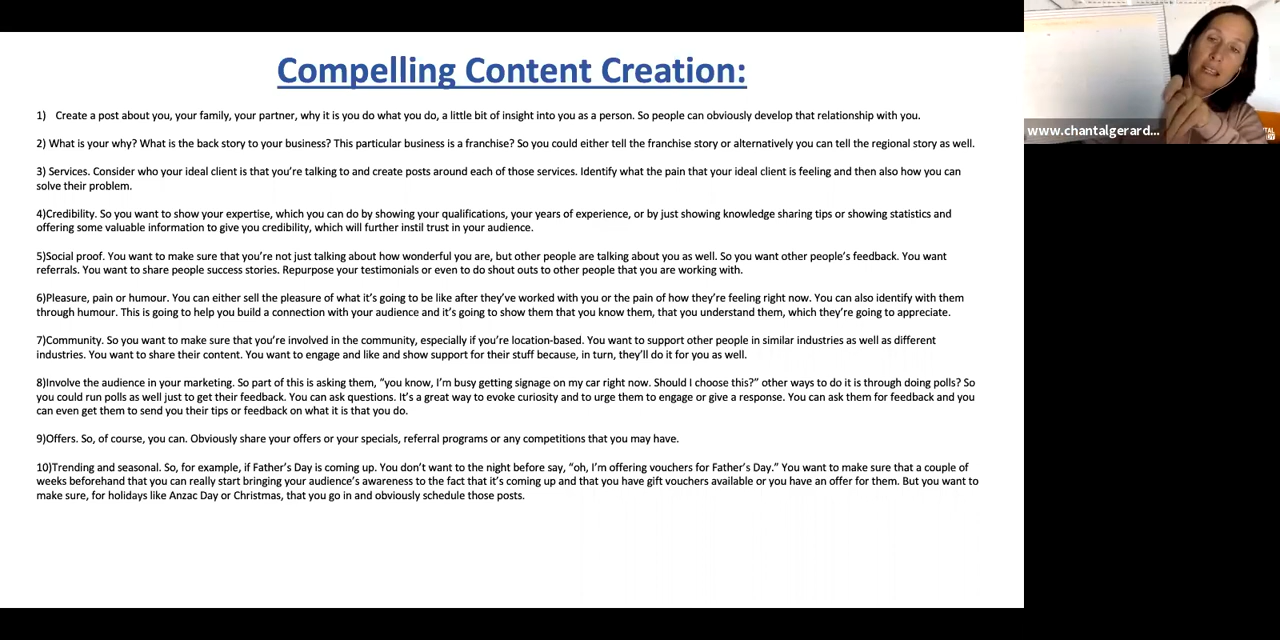 Compelling Content Creation:
1) Create a post about you, your family, your partner, why it is you do what you do, a little bit of insight into you as a person. So people can obviously develop that relationship with you.
2) What is your why? What is the back story to your business? This particular business is a franchise? So you could either tell the franchise story or alternatively you can tell the regional story as well.
3) Services. Consider who your ideal client is that you're talking to and create posts around each of those services. Identify what the pain that your ideal client is feeling and then also how you can
solve their problem.
4)Credibility. So you want to show your expertise, which you can do by showing your qualifications, your years of experience, or by just showing knowledge sharing tips or showing statistics and
offering some valuable information to give you credibility, which will further instil trust in your audience.
5)Social proof. You want to make sure that you're not just talking about how wonderful you are, but other people are talking about you as well. So you want other people's feedback. You want
referrals. You want to share people success stories. Repurpose your testimonials or even to do shout outs to other people that you are working with.
6)Pleasure, pain or humour. You can either sell the pleasure of what it's going to be like after they've worked with you or the pain of how they're feeling right now. You can also identify with them
through humour. This is going to help you build a connection with your audience and it's going to show them that you know them, that you understand them, which they're going to appreciate.
7)Community. So you want to make sure that you're involved in the community, especially if you're location-based. You want to support other people in similar industries as well as different
industries. You want to share their content. You want to engage and like and show support for their stuff because, in turn, they'll do it for you as well.
8)Involve the audience in your marketing. So part of this is asking them, "you know, I'm busy getting signage on my car right now. Should I choose this?" other ways to do it is through doing polls? So
you could run polls as well just to get their feedback. You can ask questions. It's a great way to evoke curiosity and to urge them to engage or give a response. You can ask them for feedback and you
can even get them to send you their tips or feedback on what it is that you do.
9)Offers. So, of course, you can. Obviously share your offers or your specials, referral programs or any competitions that you may have.
10)Trending and seasonal. So, for example, if Father's Day is coming up. You don't want to the night before say, "oh, I'm offering vouchers for Father's Day." You want to make sure that a couple of
weeks beforehand that you can really start bringing your audience's awareness to the fact that it's coming up and that you have gift vouchers available or you have an offer for them. But you want to
make sure, for holidays like Anzac Day or Christmas, that you go in and obviously schedule those posts.
www.chantalgerard...